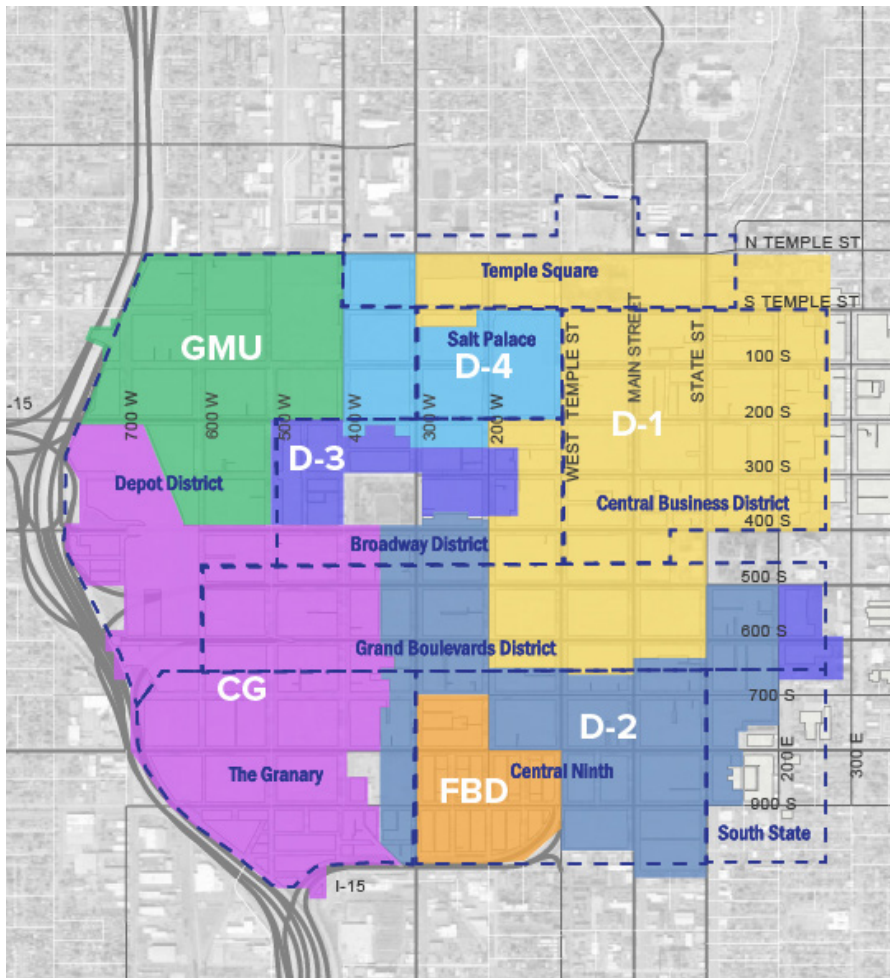 N TEMPLE ST
Temple Square
S TEMPLE ST
Salt Palace
GMU
D-4
WEST TEMPLE ST
MAIN STREET
STATE ST
100 S
-15
700 W
600 W
500 W
400 W
300 W
200 W
200 S
D-1
D-3
300 S
Depot District
Central Business District
400 S
Broadway District
500 S
600 S
Grand Boulevards District
CG
700 S
D-2
The Granary
FBD
Central Ninth
200 E
300 E
900 S
South State
I-15